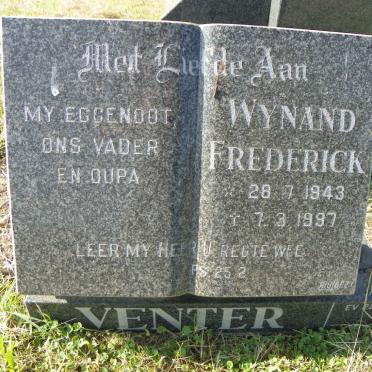 Met Liefde Aan
MY EGGENOOT
ONS VADER
EN OUPA
WYNAND
FREDERICK
* 28.7.1943
† 7.3.1997
LEER MY HEER U REGTE WEG
PS 25:2
VENTER